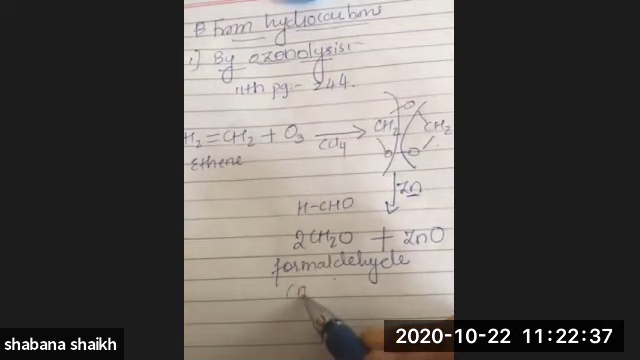 B From hydrocarbons
1) By ozonolysis:-
11th pg:- 244.
H2=CH2 + O3 CCl4 CH2 O CH2
O O
Ethene
Zn
H-CHO
2CH2O + ZnO
formaldehyde
shabana shaikh
2020-10-22 11:22:37